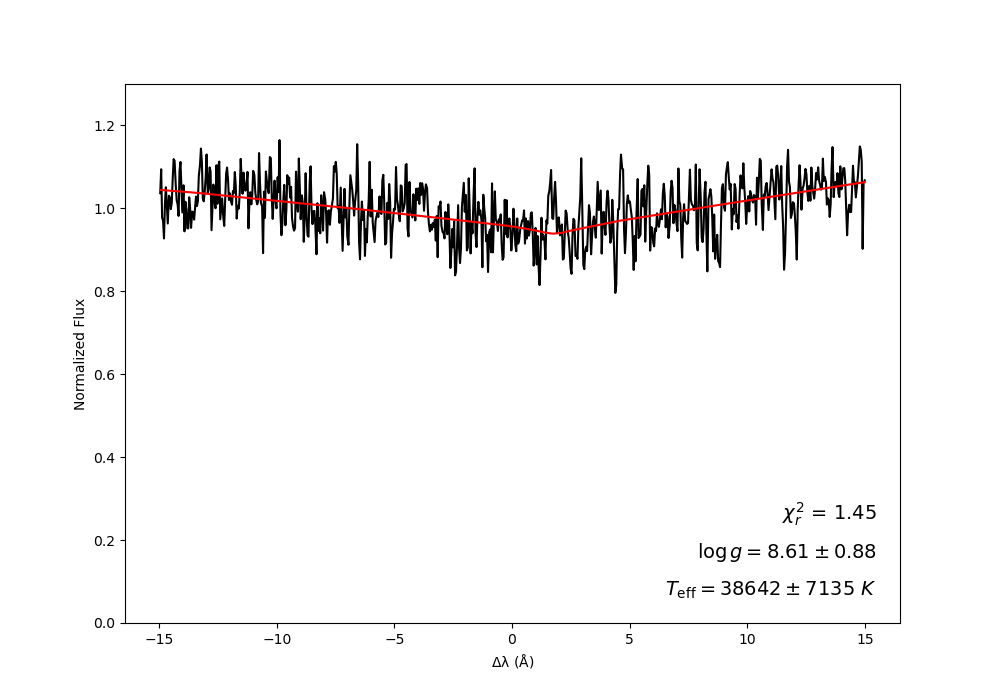 1.2
1.0
0.8
0.6
0.4
0.2
0.0
Normalized Flux
χ²ᵣ = 1.45
log g = 8.61 ± 0.88
T_eff = 38642 ± 7135 K
−15 −10 −5 0 5 10 15
Δλ (Å)